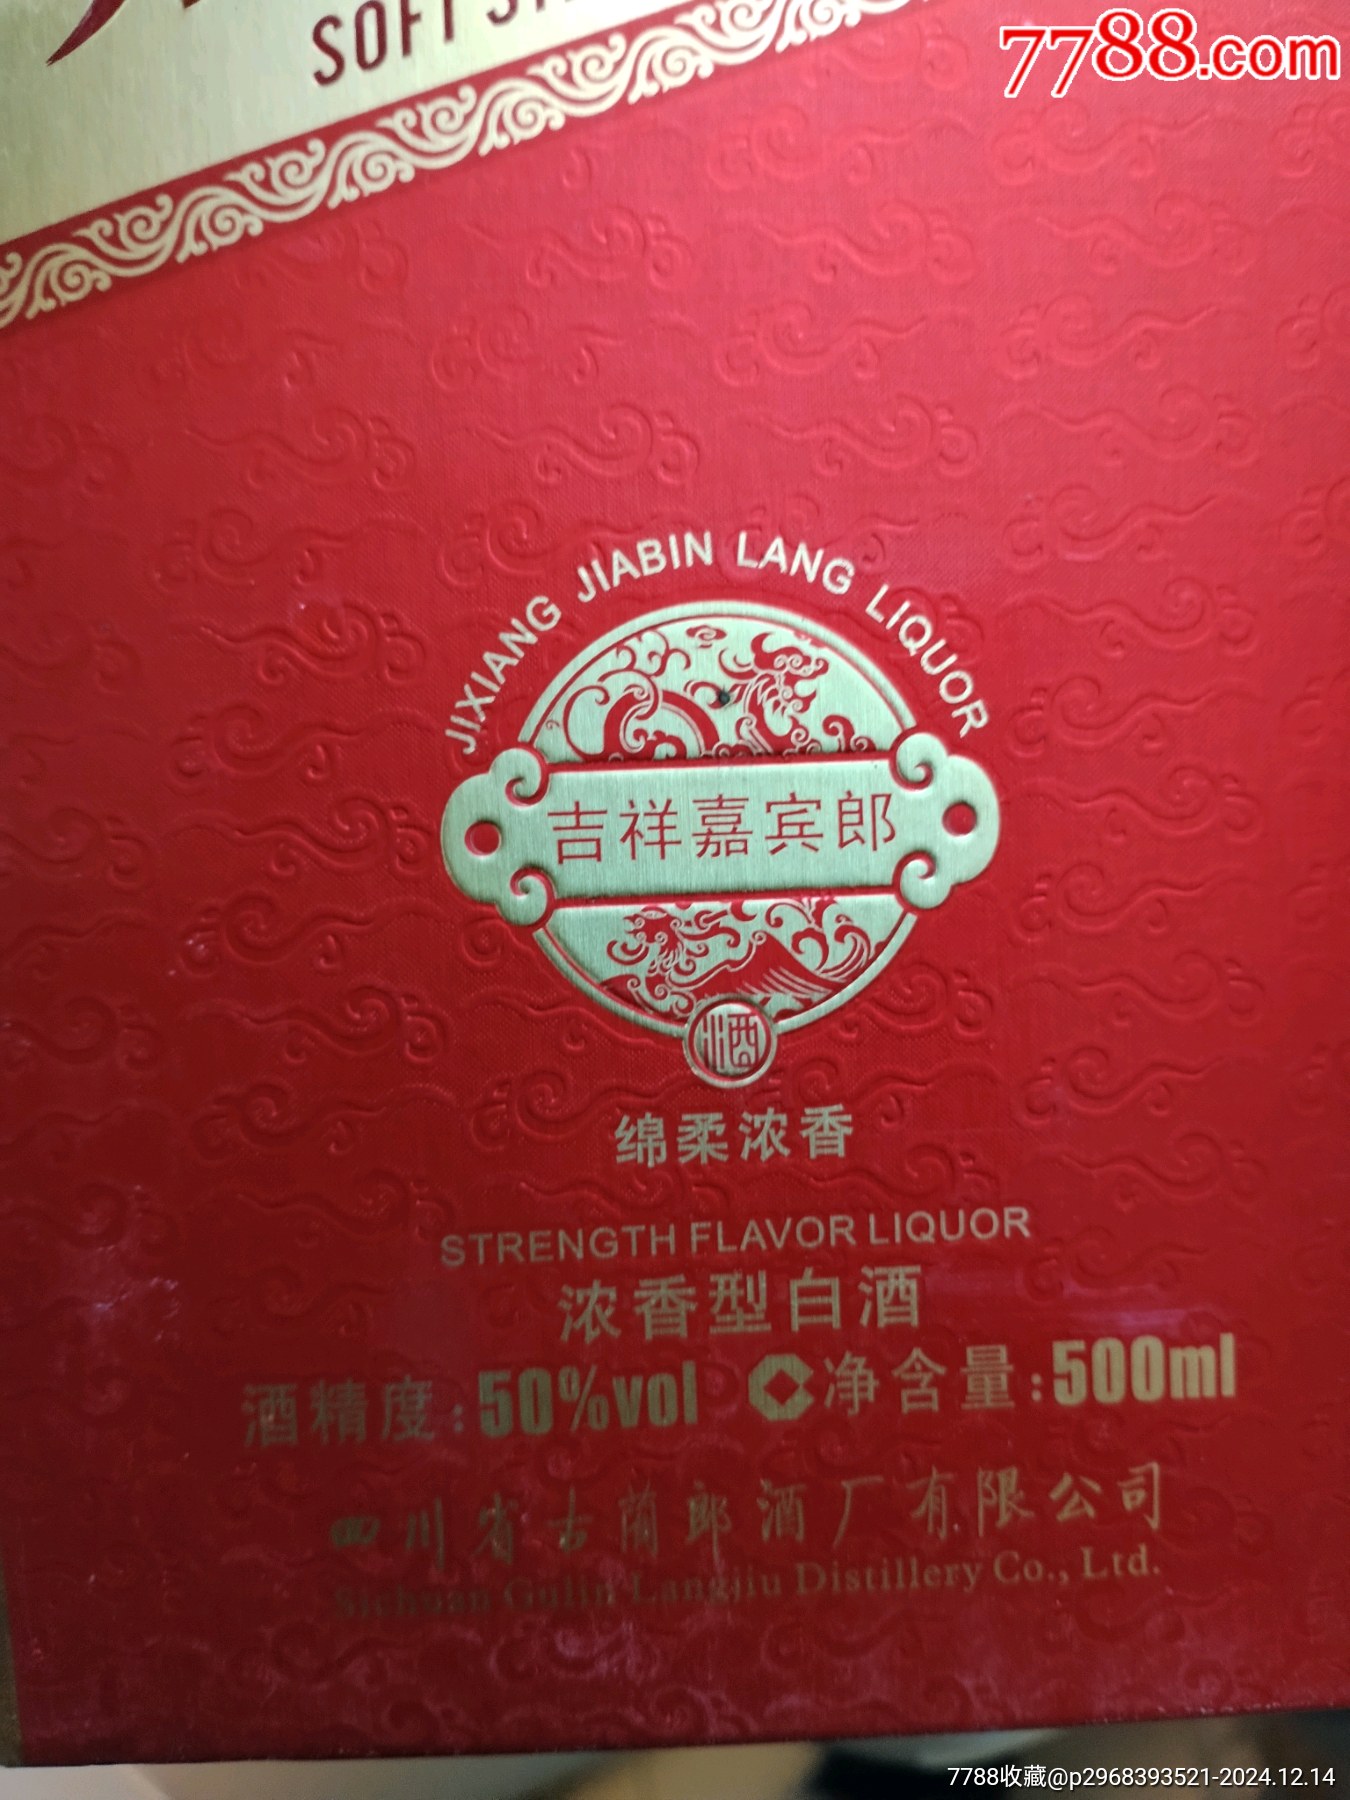 7788.com
SOFT
JIXIANG JIABIN LANG LIQUOR
吉祥嘉宾郎
酒
绵柔浓香
STRENGTH FLAVOR LIQUOR
浓香型白酒
酒精度:50%vol 净含量:500ml
四川省古蔺郎酒厂有限公司
Sichuan Gulin Langjiu Distillery Co., Ltd.
7788收藏@p2968393521-2024.12.14